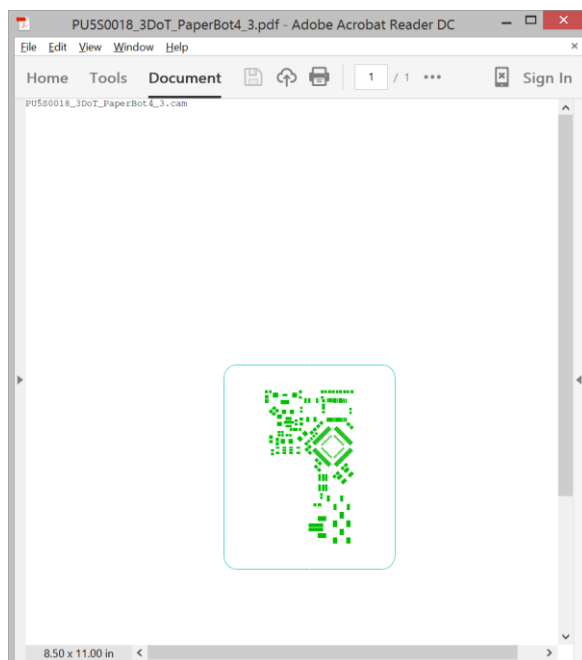 PU5S0018_3DoT_PaperBot4_3.pdf - Adobe Acrobat Reader DC
File Edit View Window Help
Home Tools Document 1 / 1 Sign In
PU5S0018_3DoT_PaperBot4_3.cam
8.50 x 11.00 in